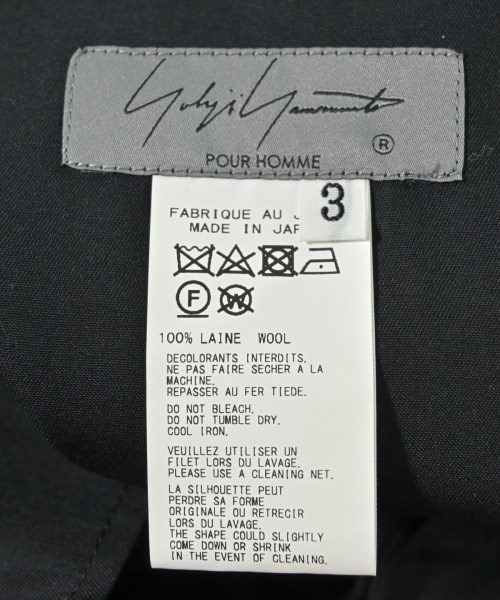 Yohji Yamamoto
®
POUR HOMME
3
FABRIQUE AU J
MADE IN JAP
F W
100% LAINE WOOL
DECOLORANTS INTERDITS.
NE PAS FAIRE SECHER A LA
MACHINE.
REPASSER AU FER TIEDE.
DO NOT BLEACH.
DO NOT TUMBLE DRY.
COOL IRON.
VEUILLEZ UTILISER UN
FILET LORS DU LAVAGE.
PLEASE USE A CLEANING NET.
LA SILHOUETTE PEUT
PERDRE SA FORME
ORIGINALE OU RETRECIR
LORS DU LAVAGE.
THE SHAPE COULD SLIGHTLY
COME DOWN OR SHRINK
IN THE EVENT OF CLEANING.